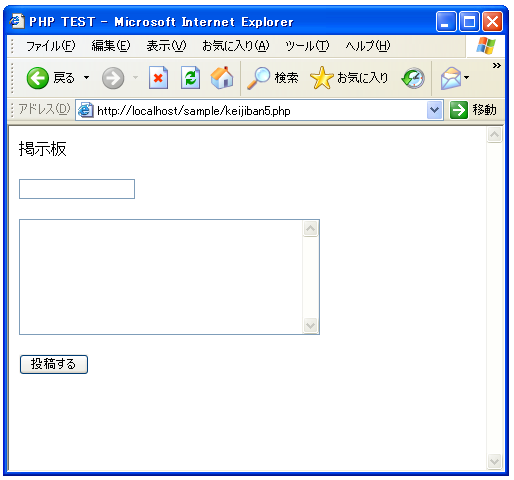 PHP TEST - Microsoft Internet Explorer
ファイル(F) 編集(E) 表示(V) お気に入り(A) ツール(T) ヘルプ(H)
戻る 検索 お気に入り »
アドレス(D) http://localhost/sample/keijiban5.php 移動
掲示板
投稿する